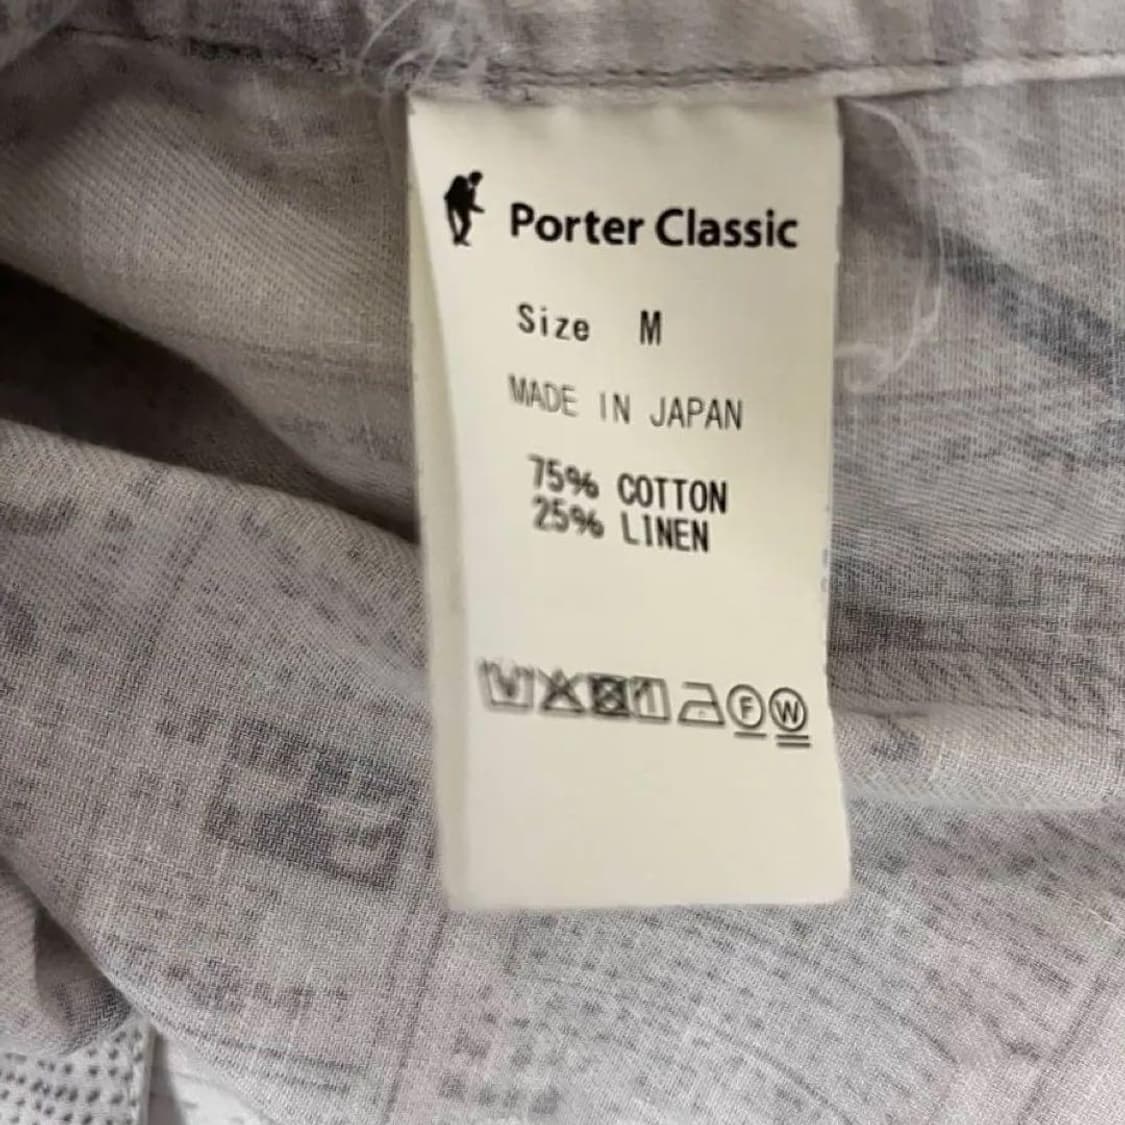 Porter Classic
Size M
MADE IN JAPAN
75% COTTON
25% LINEN
F W